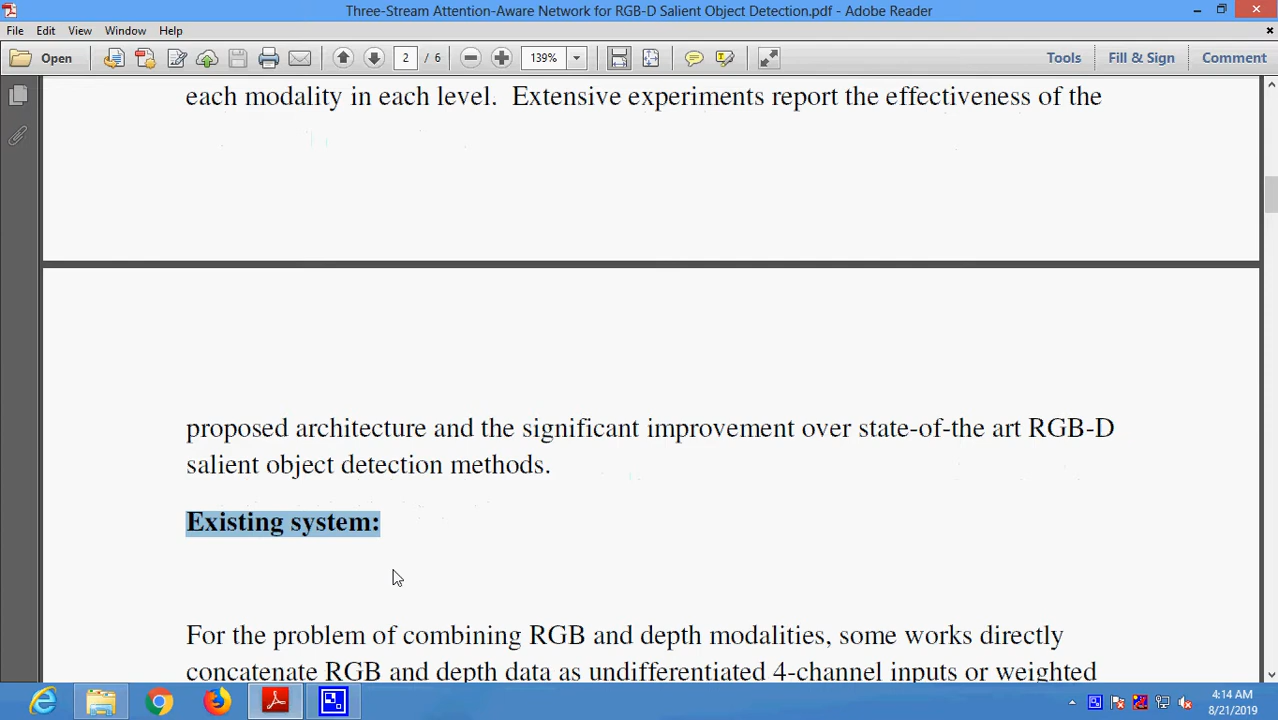 Three-Stream Attention-Aware Network for RGB-D Salient Object Detection.pdf - Adobe Reader
File Edit View Window Help
Open 2 / 6 139% Tools Fill & Sign Comment
each modality in each level. Extensive experiments report the effectiveness of the
proposed architecture and the significant improvement over state-of-the art RGB-D
salient object detection methods.
Existing system:
For the problem of combining RGB and depth modalities, some works directly
concatenate RGB and depth data as undifferentiated 4-channel inputs or weighted
4:14 AM
8/21/2019